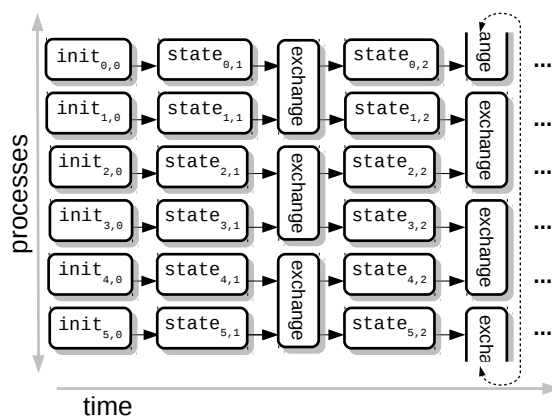 init0,0 state0,1 exchange state0,2 ange ...
init1,0 state1,1 state1,2 exchange ...
init2,0 state2,1 exchange state2,2 ...
init3,0 state3,1 state3,2 exchange ...
init4,0 state4,1 exchange state4,2 ...
init5,0 state5,1 state5,2 excha ...
processes
time